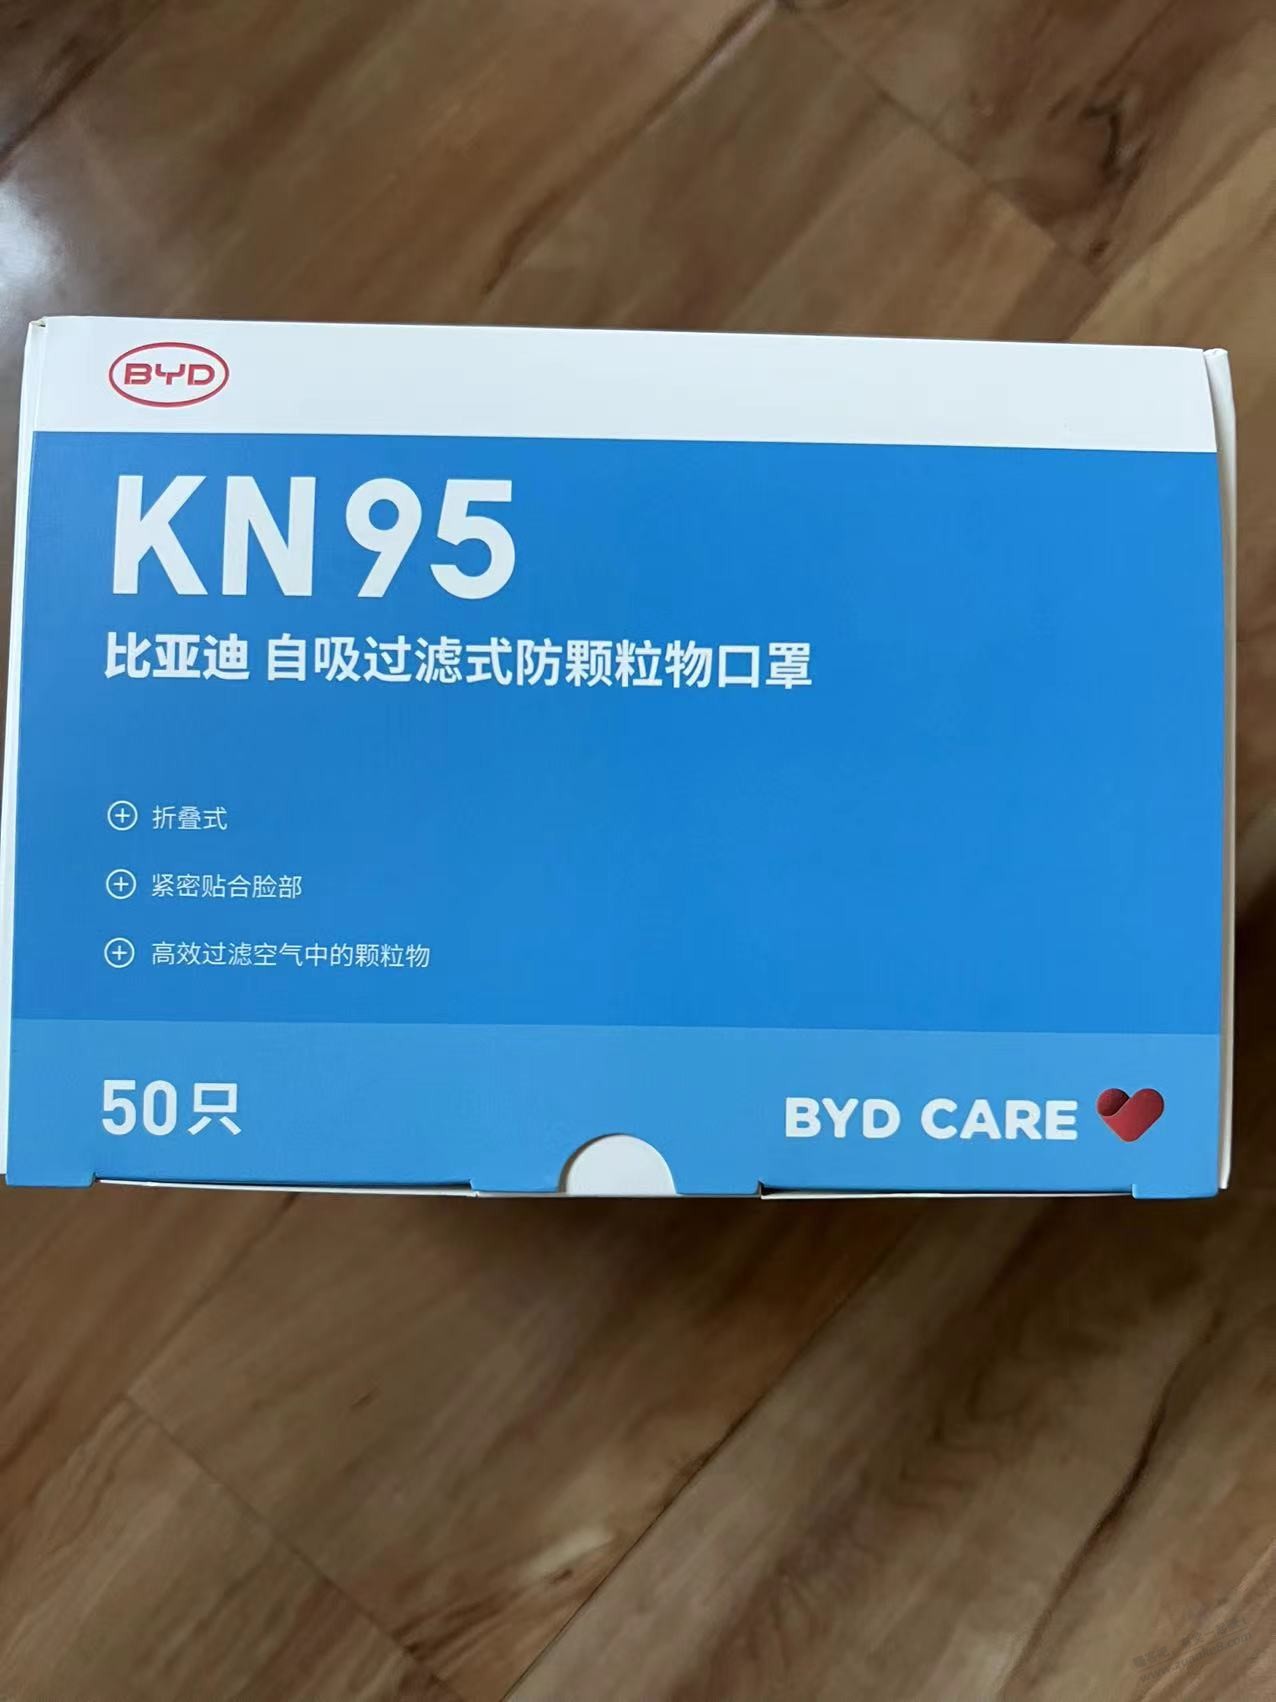 BYD
KN95
比亚迪 自吸过滤式防颗粒物口罩
折叠式
紧密贴合脸部
高效过滤空气中的颗粒物
50只
BYD CARE